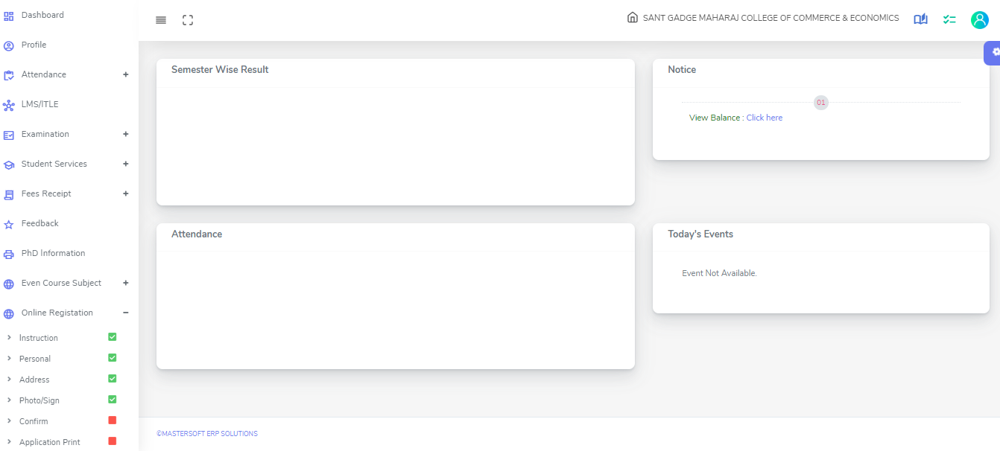 Dashboard
Profile
Attendance +
LMS/ITLE
Examination +
Student Services +
Fees Receipt +
Feedback
PhD Information
Even Course Subject +
Online Registation −
Instruction
Personal
Address
Photo/Sign
Confirm
Application Print
SANT GADGE MAHARAJ COLLEGE OF COMMERCE & ECONOMICS
Semester Wise Result
Notice
01
View Balance : Click here
Attendance
Today's Events
Event Not Available.
©MASTERSOFT ERP SOLUTIONS